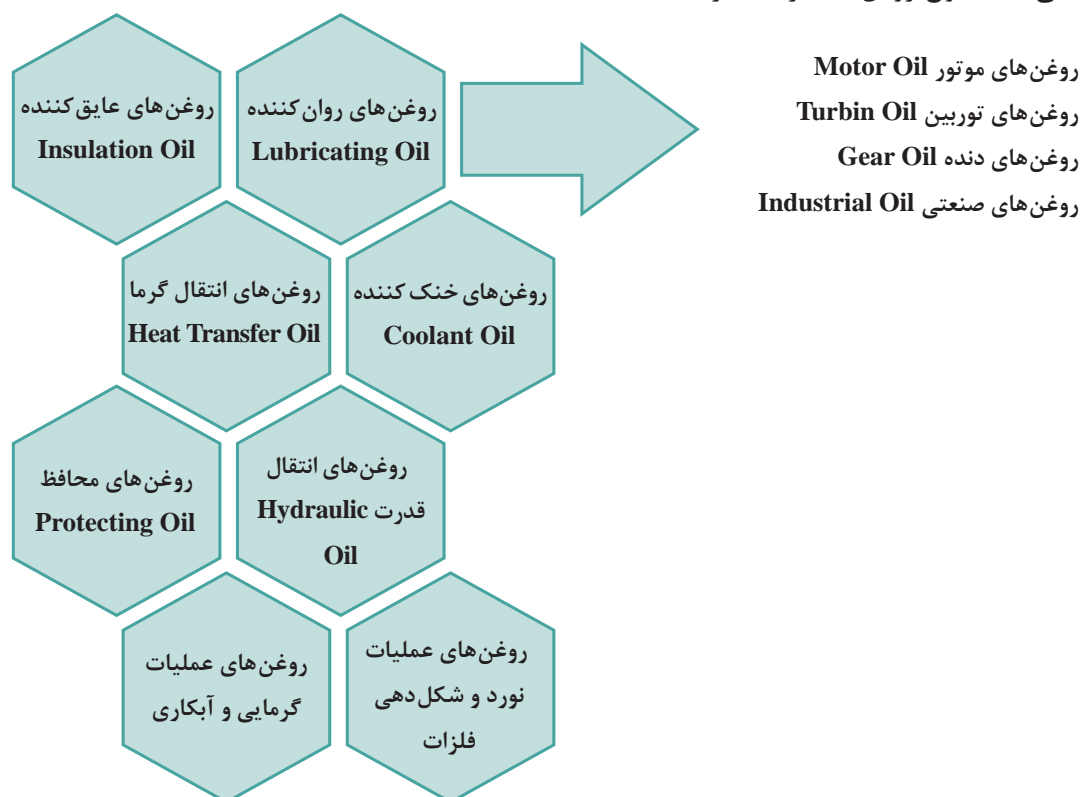 روغن‌های روان‌کننده
Lubricating Oil
روغن‌های عایق‌کننده
Insulation Oil
روغن‌های موتور Motor Oil
روغن‌های توربین Turbin Oil
روغن‌های دنده Gear Oil
روغن‌های صنعتی Industrial Oil
روغن‌های خنک کننده
Coolant Oil
روغن‌های انتقال گرما
Heat Transfer Oil
روغن‌های انتقال
قدرت Hydraulic
Oil
روغن‌های محافظ
Protecting Oil
روغن‌های عملیات
نورد و شکل‌دهی
فلزات
روغن‌های عملیات
گرمایی و آبکاری